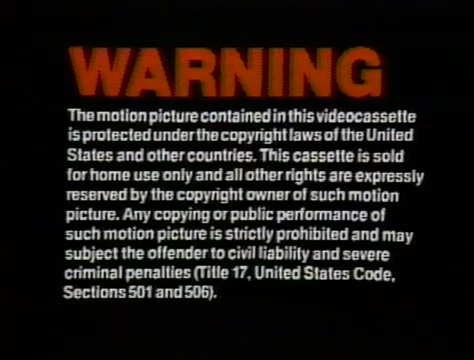 WARNING
The motion picture contained in this videocassette
is protected under the copyright laws of the United
States and other countries. This cassette is sold
for home use only and all other rights are expressly
reserved by the copyright owner of such motion
picture. Any copying or public performance of
such motion picture is strictly prohibited and may
subject the offender to civil liability and severe
criminal penalties (Title 17, United States Code,
Sections 501 and 506).